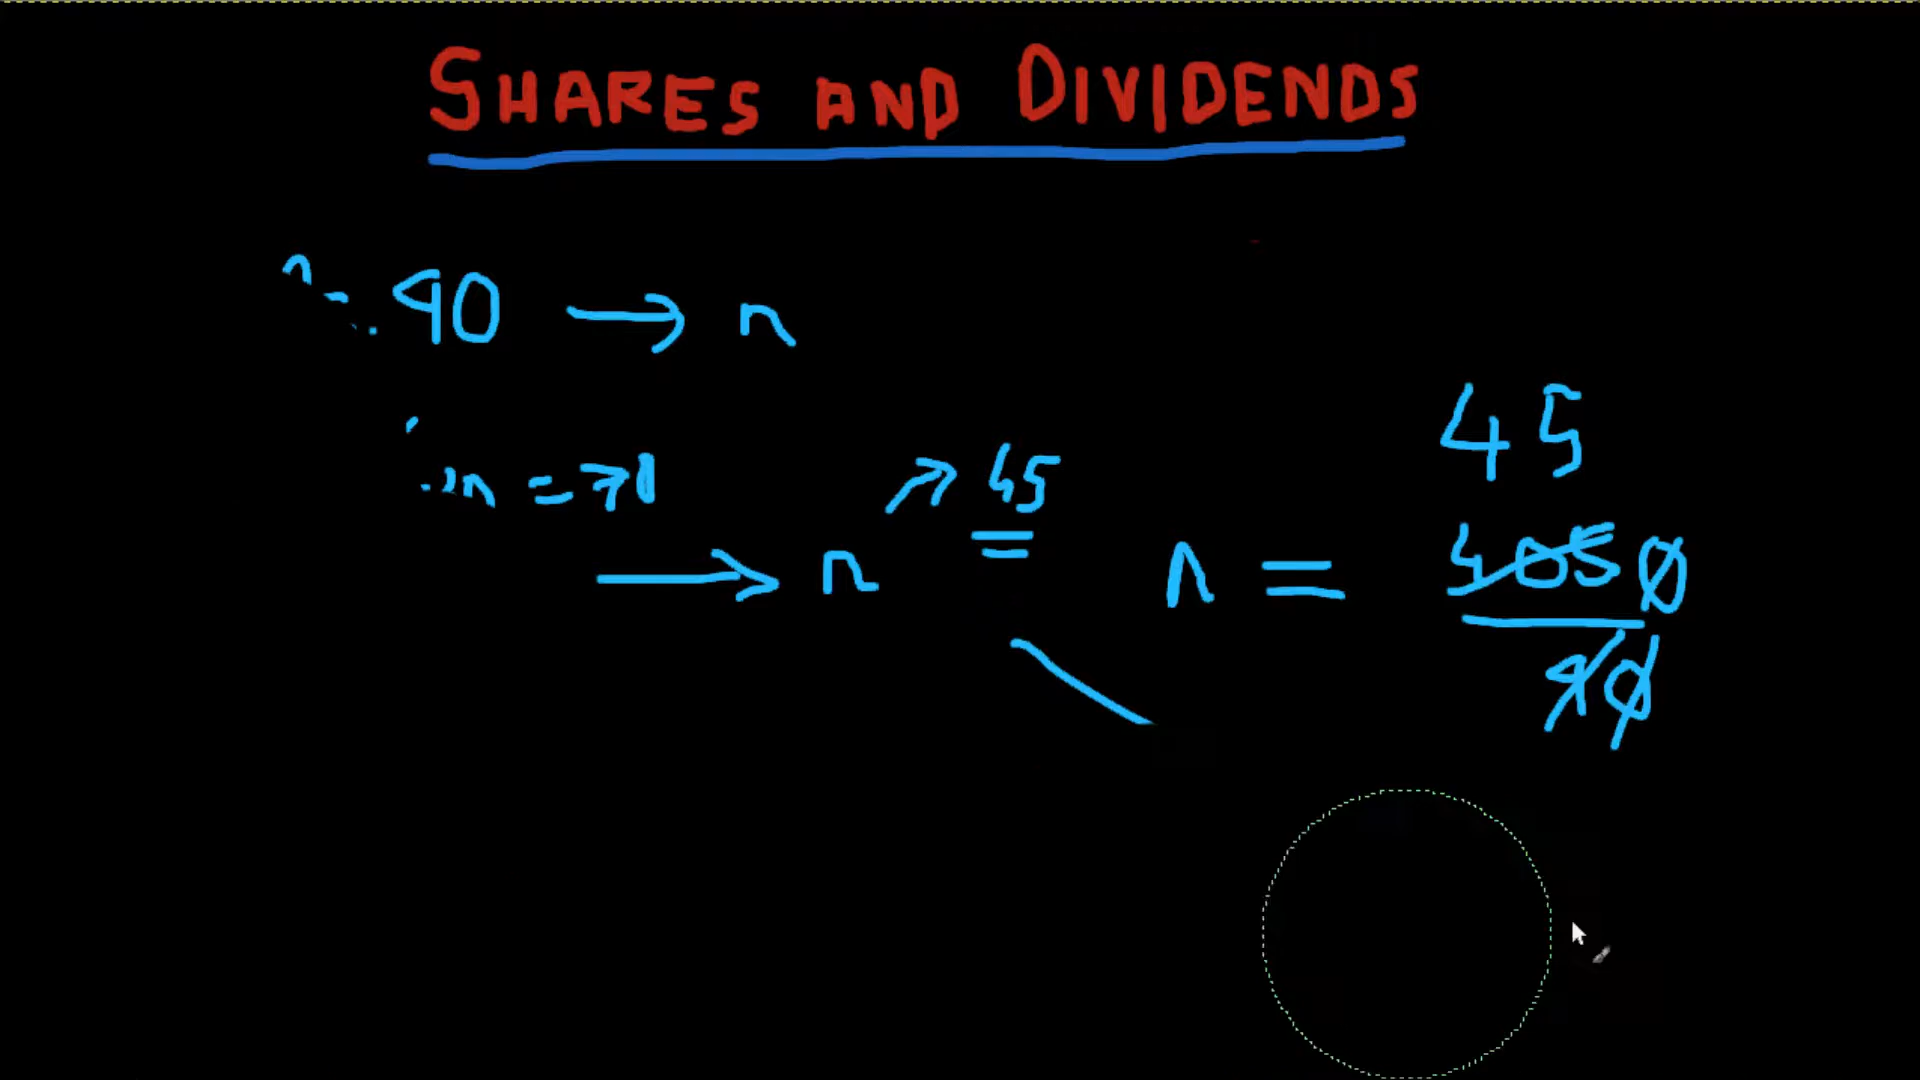 SHARES AND DIVIDENDS
90 → n
n = 
→ n ↗ 45
45
n = 4050
90